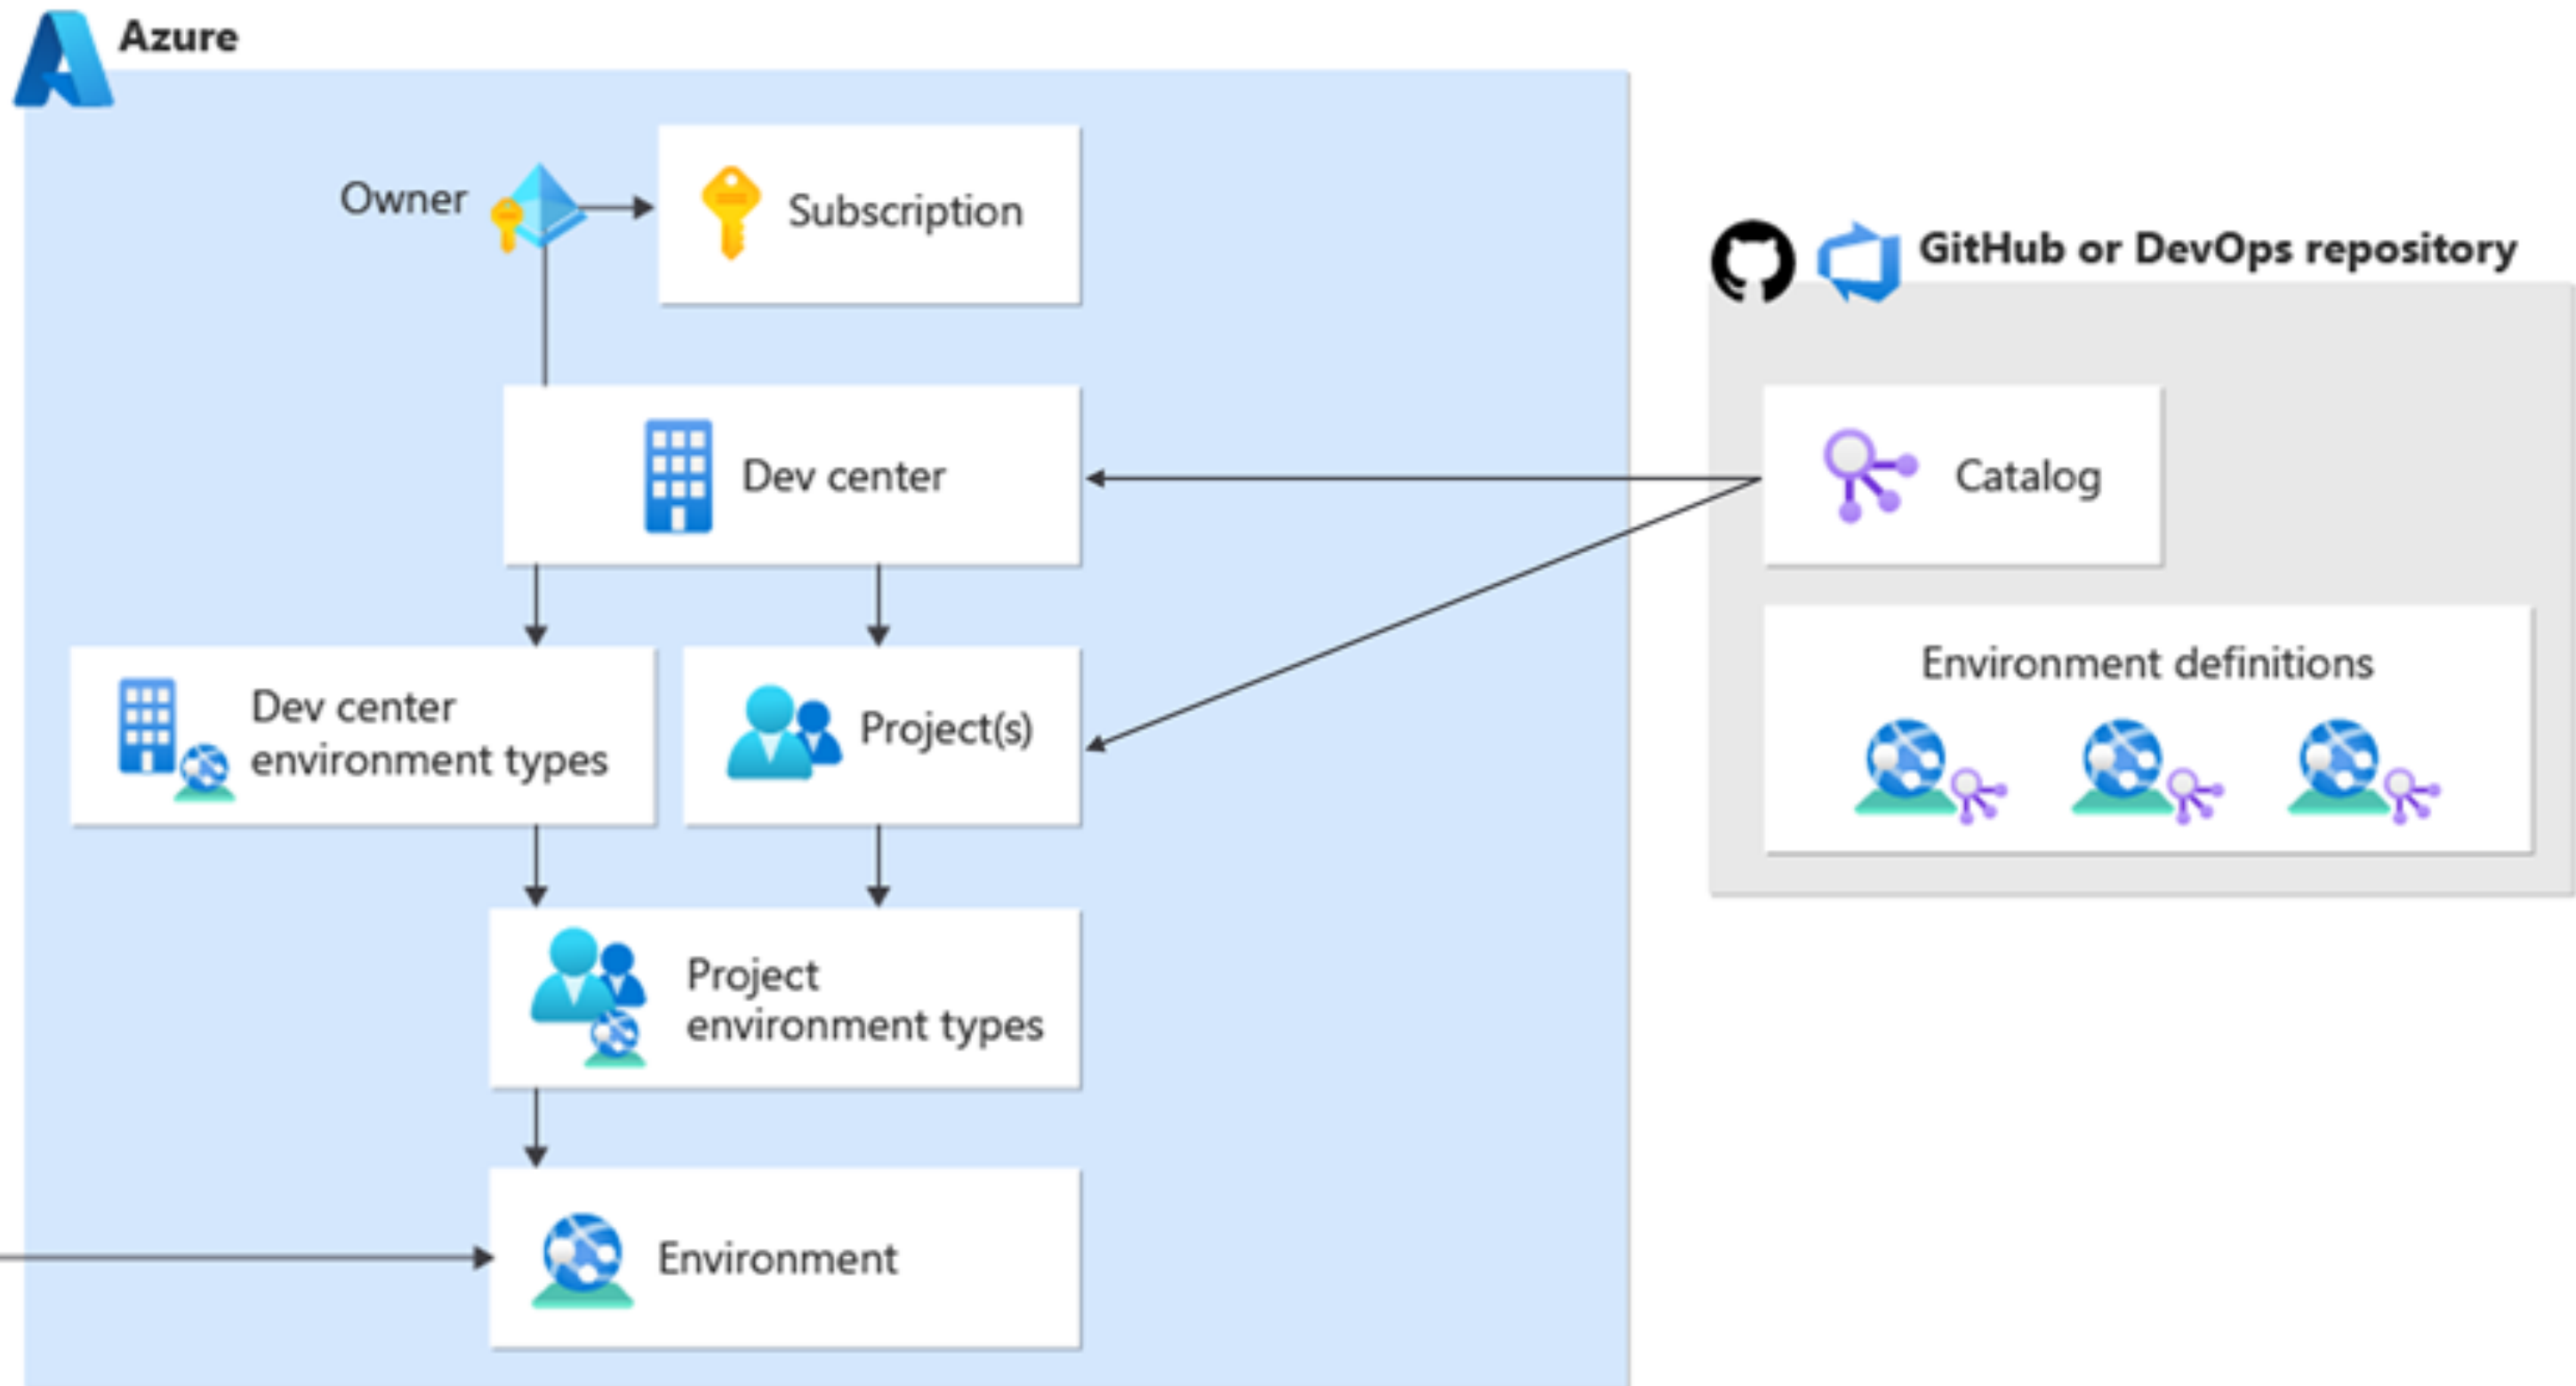 Azure
Owner
Subscription
GitHub or DevOps repository
Dev center
Catalog
Environment definitions
Dev center
environment types
Project(s)
Project
environment types
Environment